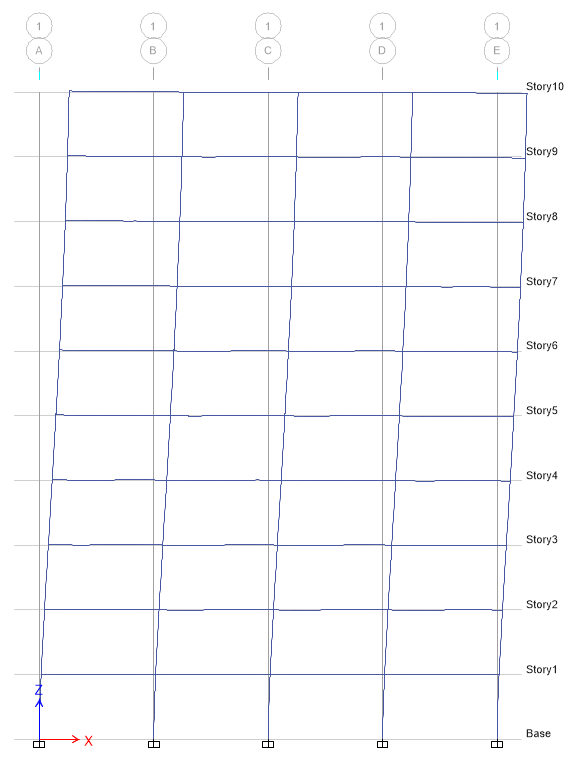 1 1 1 1 1
A B C D E
Story10
Story9
Story8
Story7
Story6
Story5
Story4
Story3
Story2
Story1
Z
Base
X